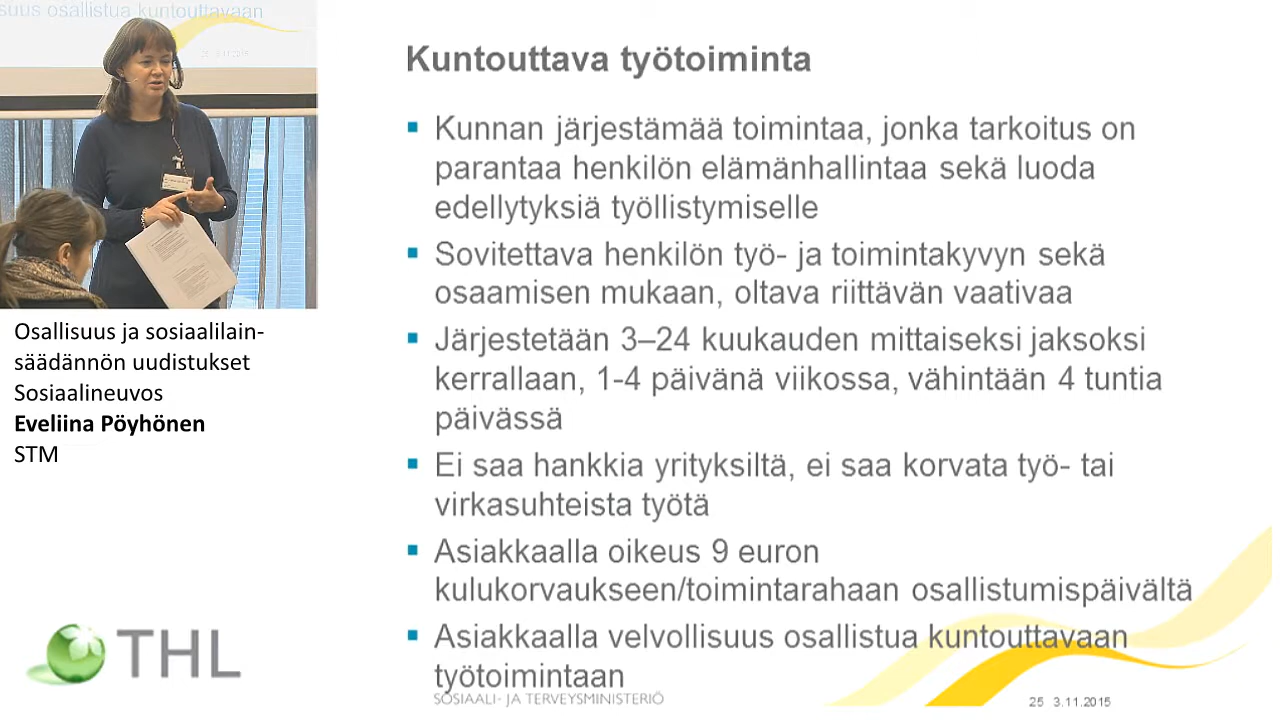 suus osallistua kuntouttavaan
Osallisuus ja sosiaalilain-
säädännön uudistukset
Sosiaalineuvos
Eveliina Pöyhönen
STM
THL
Kuntouttava työtoiminta
Kunnan järjestämää toimintaa, jonka tarkoitus on
parantaa henkilön elämänhallintaa sekä luoda
edellytyksiä työllistymiselle
Sovitettava henkilön työ- ja toimintakyvyn sekä
osaamisen mukaan, oltava riittävän vaativaa
Järjestetään 3–24 kuukauden mittaiseksi jaksoksi
kerrallaan, 1-4 päivänä viikossa, vähintään 4 tuntia
päivässä
Ei saa hankkia yrityksiltä, ei saa korvata työ- tai
virkasuhteista työtä
Asiakkaalla oikeus 9 euron
kulukorvaukseen/toimintarahaan osallistumispäivältä
Asiakkaalla velvollisuus osallistua kuntouttavaan
työtoimintaan
SOSIAALI- JA TERVEYSMINISTERIÖ
25 3.11.2015